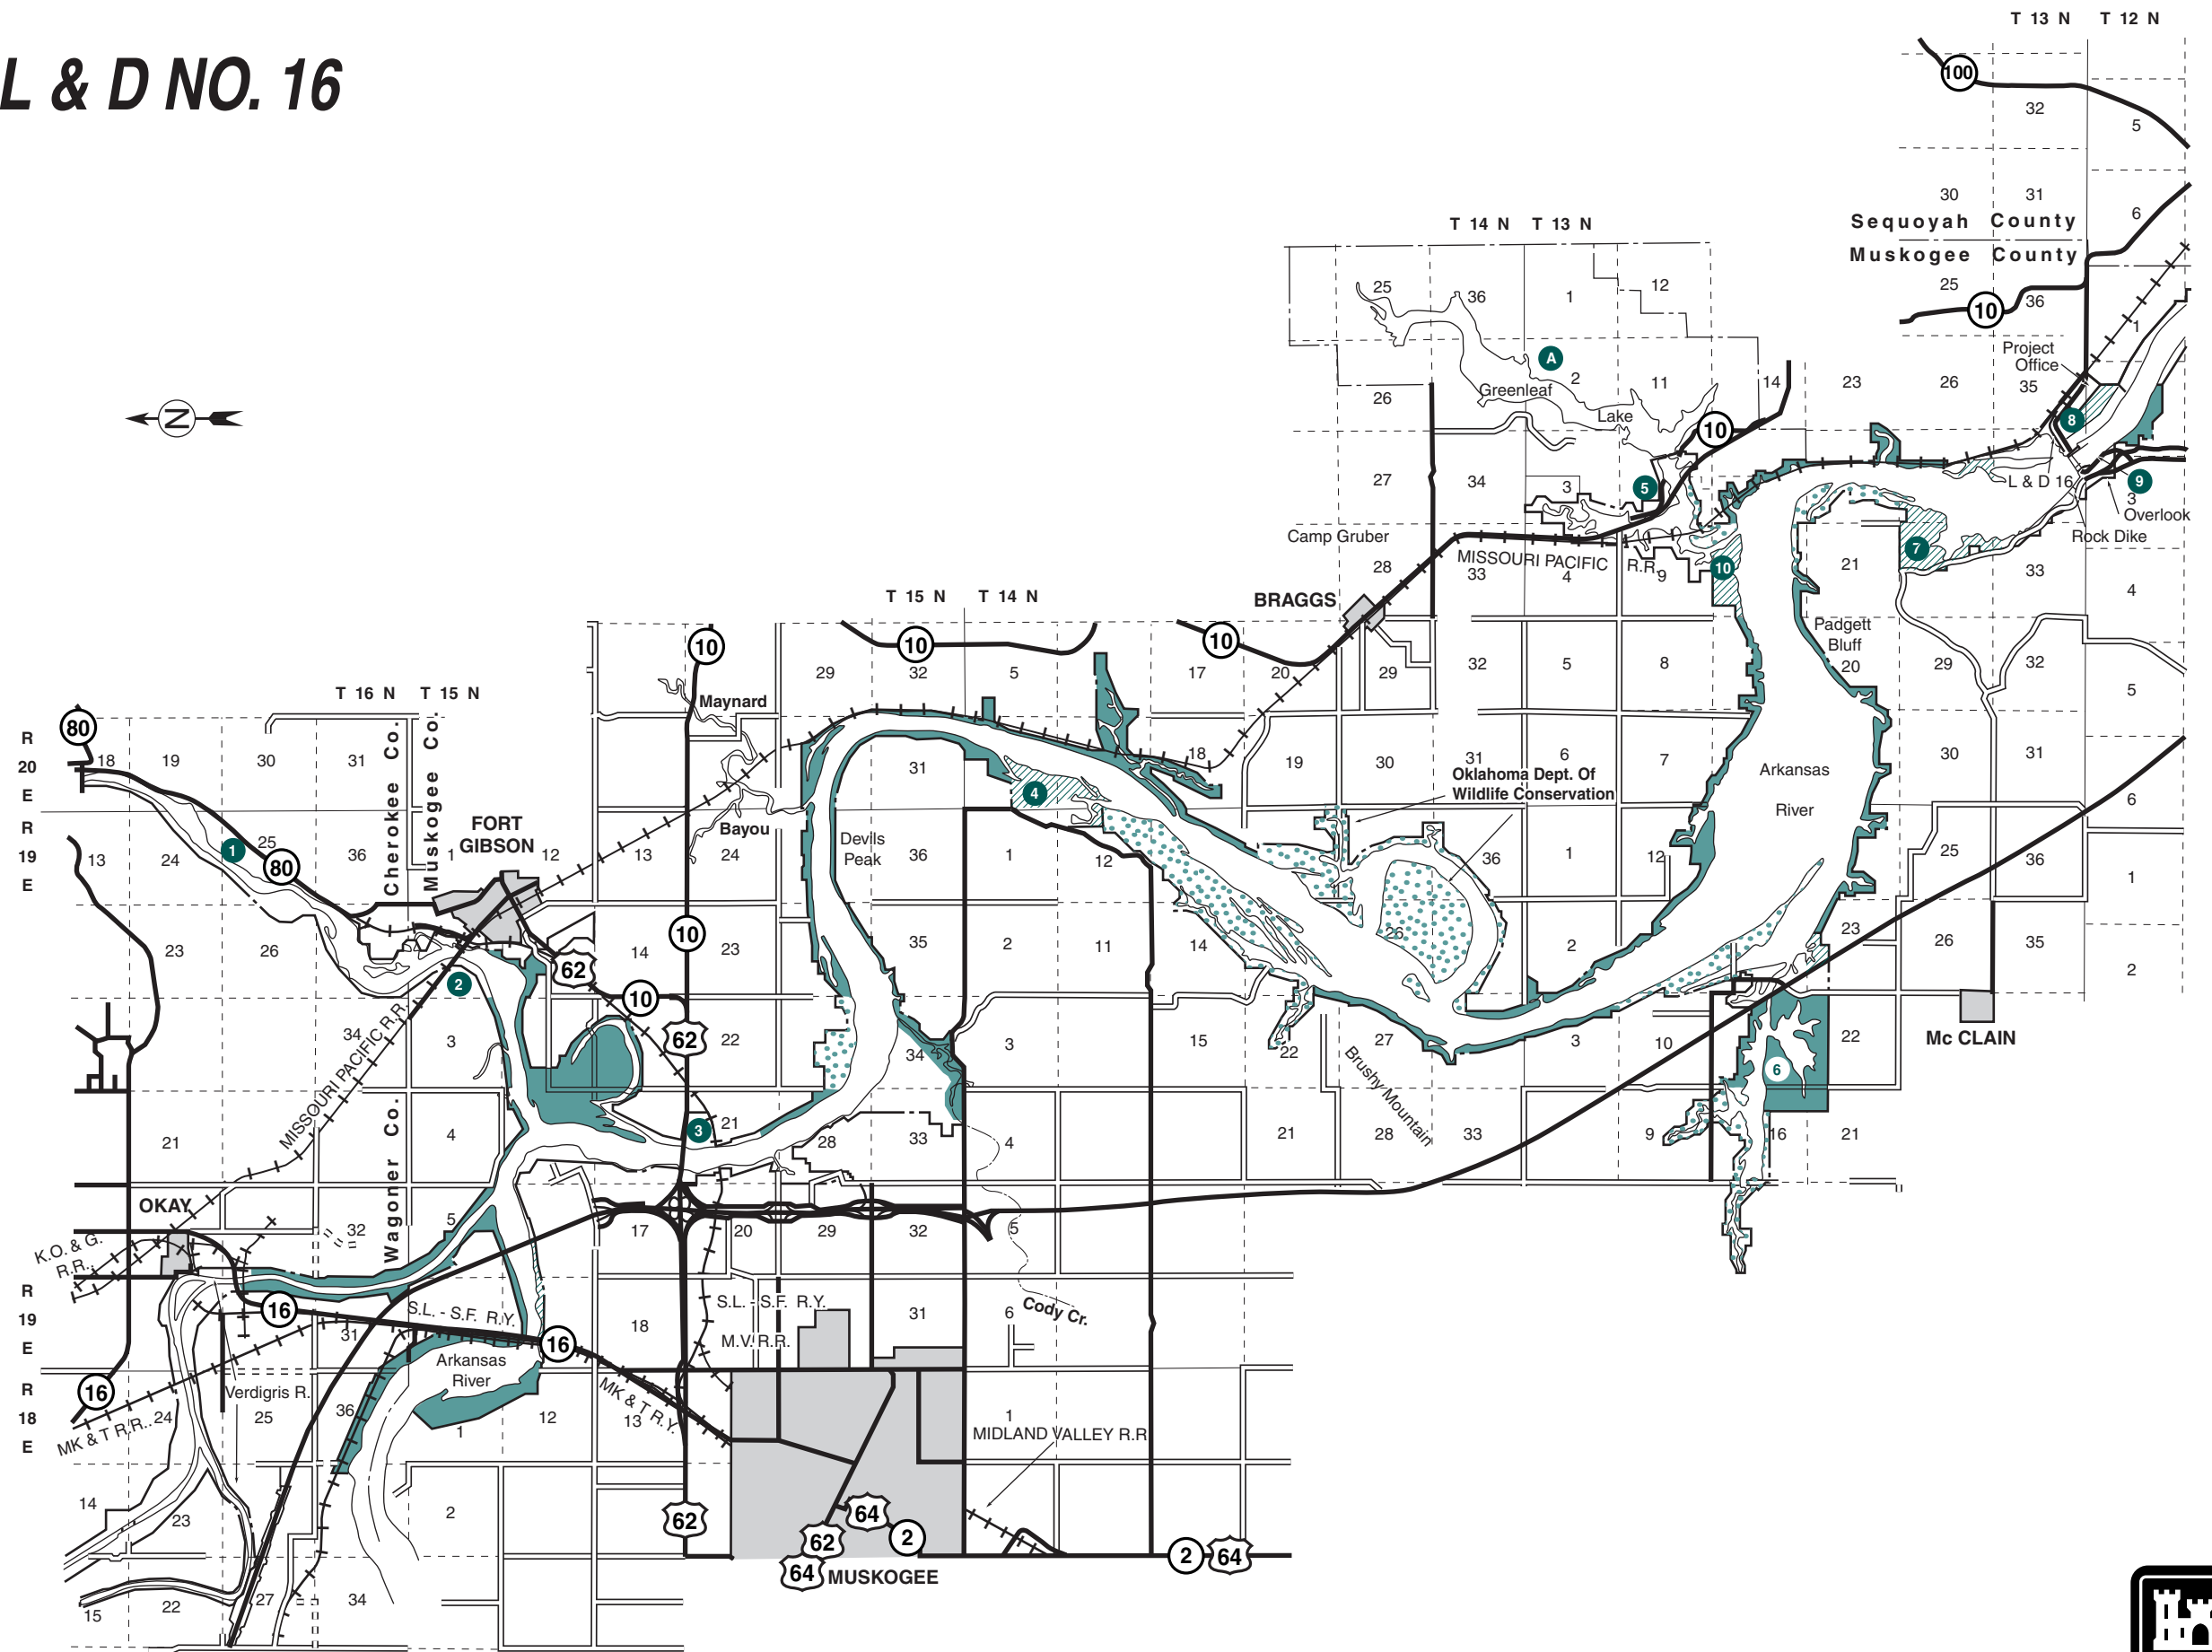 L & D NO. 16
T 13 N T 12 N
100
32
5
30 31
6
Sequoyah County
Muskogee County
25
36
10
1
Project
Office
35
26
23
14
8
L & D 16
9
3
Overlook
Rock Dike
7
21
33
4
T 14 N T 13 N
25
36
1
12
A
2
11
Greenleaf
Lake
10
26
27
34
3
5
Camp Gruber
28
MISSOURI PACIFIC R.R.
33
4
9
10
BRAGGS
Padgett
Bluff
20
29
32
5
T 15 N T 14 N
10
10
29
32
5
17
20
29
32
5
8
10
Maynard
Bayou
T 16 N T 15 N
80
R
20
E
18
19
30
31
Cherokee Co.
Muskogee Co.
31
18
19
30
31
6
7
Oklahoma Dept. Of
Wildlife Conservation
Arkansas
River
30
31
6
4
R
19
E
13
24
1
25
80
36
1
FORT
GIBSON
12
13
24
Devils
Peak
36
1
12
36
1
12
25
36
1
23
26
2
62
14
10
23
10
35
2
11
14
26
2
23
26
35
2
34
MISSOURI PACIFIC R.R.
3
62
22
34
3
15
22
27
Brushy Mountain
3
10
6
22
Mc CLAIN
21
4
3
21
28
33
4
21
28
33
9
16
21
OKAY
Wagoner Co.
K.O. & G.
R.R.
32
5
17
20
29
32
5
R
19
E
16
S.L. - S.F. R.Y.
31
16
18
S.L. - S.F. R.Y.
M.V. R.R.
31
6
Cody Cr.
Arkansas
River
R
18
E
16
MK & T R.R.
24
Verdigris R.
25
36
1
12
MK & T R.Y.
13
1
MIDLAND VALLEY R.R
14
23
2
62
64
62
2
64
MUSKOGEE
2
64
15
22
27
34
N